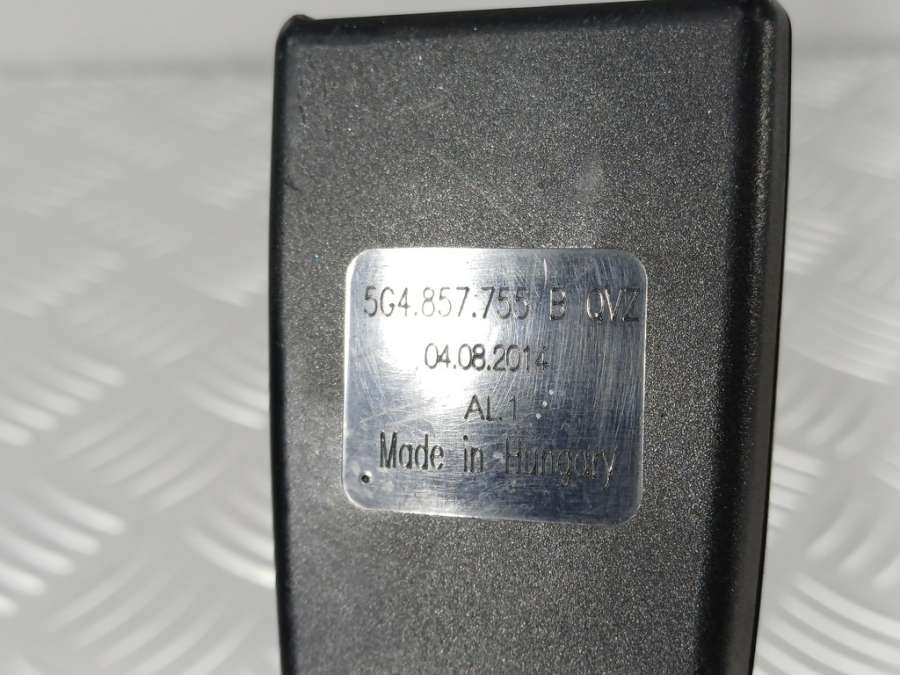 5G4.857.755 B QVZ
04.08.2014
AL.1
Made in Hungary